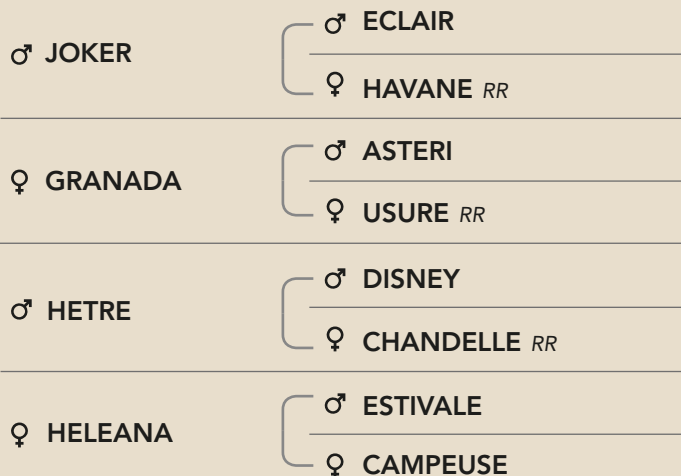 ♂ ECLAIR
♂ JOKER
♀ HAVANE RR
♂ ASTERI
♀ GRANADA
♀ USURE RR
♂ DISNEY
♂ HETRE
♀ CHANDELLE RR
♂ ESTIVALE
♀ HELEANA
♀ CAMPEUSE